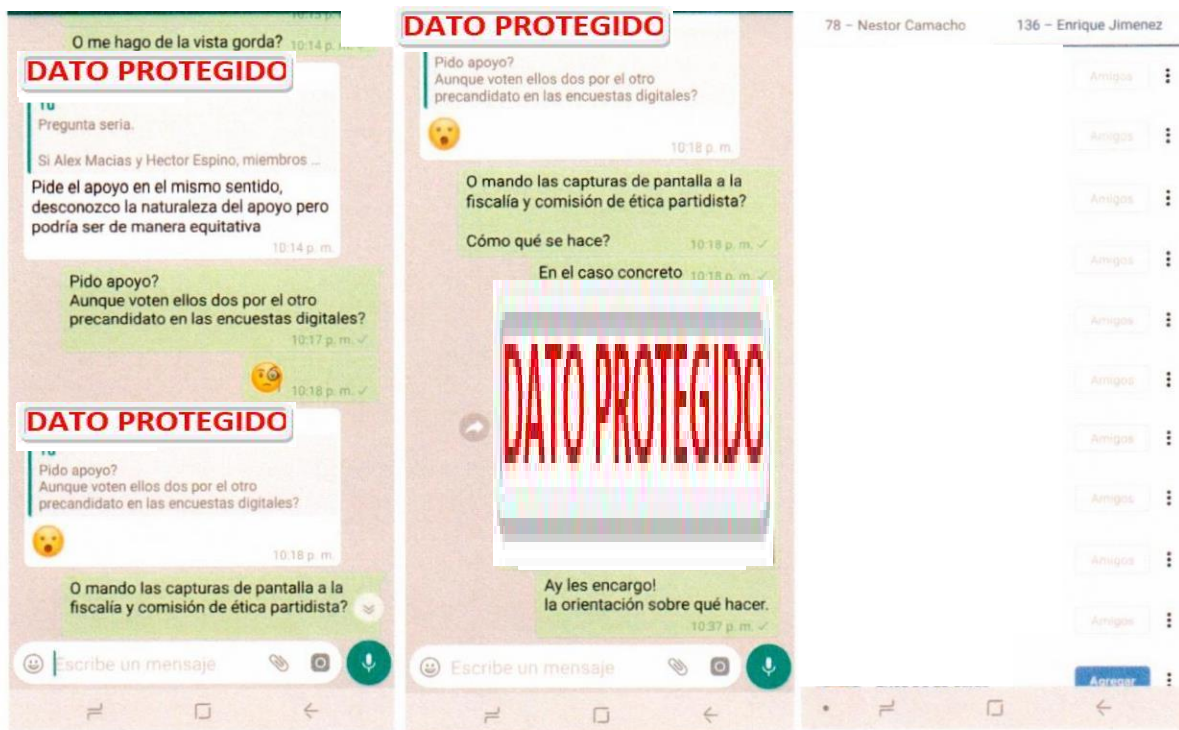 O me hago de la vista gorda? 10:14 p. m.
DATO PROTEGIDO
Tú
Pregunta seria.
Si Alex Macias y Hector Espino, miembros ...
Pide el apoyo en el mismo sentido,
desconozco la naturaleza del apoyo pero
podría ser de manera equitativa
10:14 p. m.
Pido apoyo?
Aunque voten ellos dos por el otro
precandidato en las encuestas digitales?
10:17 p. m.
10:18 p. m.
DATO PROTEGIDO
Pido apoyo?
Aunque voten ellos dos por el otro
precandidato en las encuestas digitales?
10:18 p. m.
O mando las capturas de pantalla a la
fiscalía y comisión de ética partidista?
Escribe un mensaje
DATO PROTEGIDO
Pido apoyo?
Aunque voten ellos dos por el otro
precandidato en las encuestas digitales?
10:18 p. m.
O mando las capturas de pantalla a la
fiscalía y comisión de ética partidista?
Cómo qué se hace? 10:18 p. m.
En el caso concreto 10:18 p. m.
DATO PROTEGIDO
Ay les encargo!
la orientación sobre qué hacer.
10:37 p. m.
Escribe un mensaje
78 – Nestor Camacho 136 – Enrique Jimenez
Amigos
Amigos
Amigos
Amigos
Amigos
Amigos
Amigos
Amigos
Amigos
Amigos
Agregar